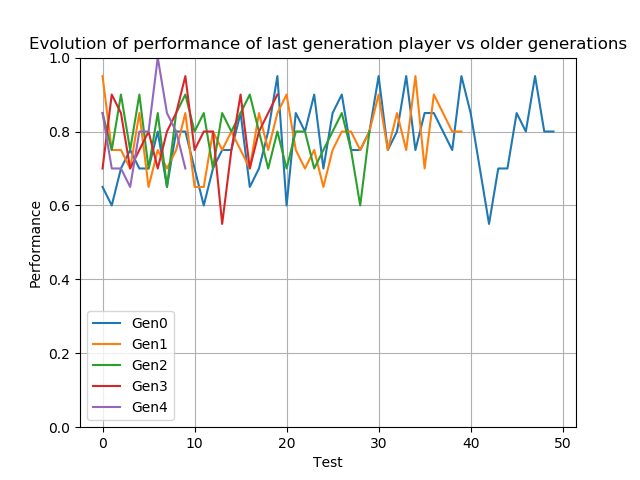 Evolution of performance of last generation player vs older generations
1.0
0.8
0.6
0.4
0.2
0.0
Performance
Gen0
Gen1
Gen2
Gen3
Gen4
0 10 20 30 40 50
Test